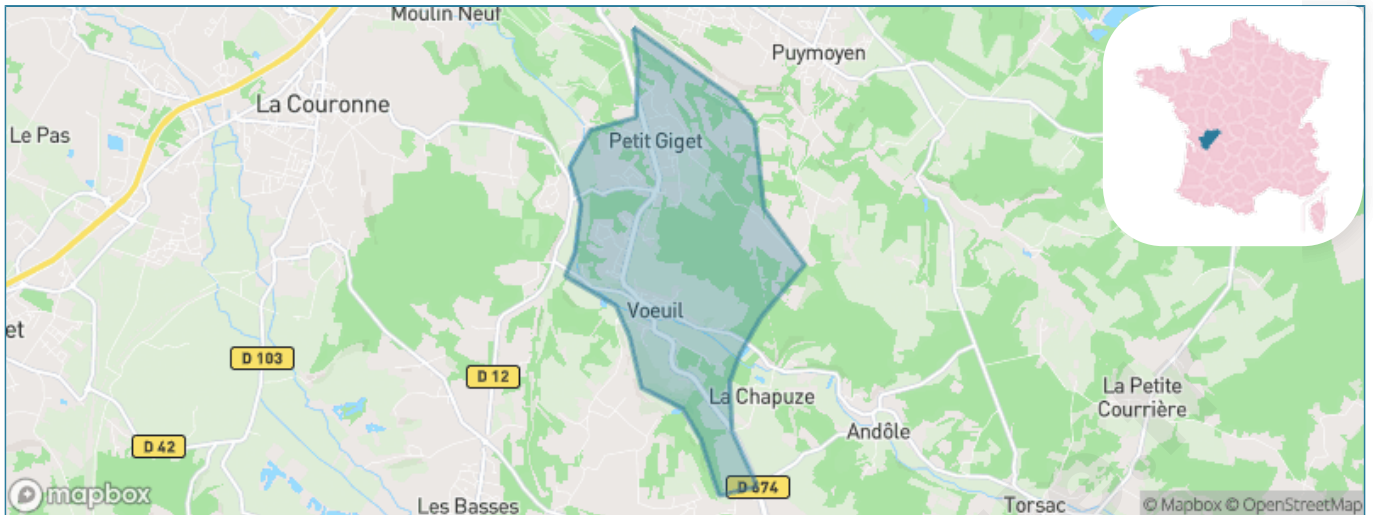 Moulin Neuf
Puymoyen
La Couronne
Le Pas
Petit Giget
Voeuil
et
D 103
D 12
La Chapuze
La Petite
Courrière
Andôle
D 42
D 674
Les Basses
Torsac
mapbox
© Mapbox © OpenStreetMap